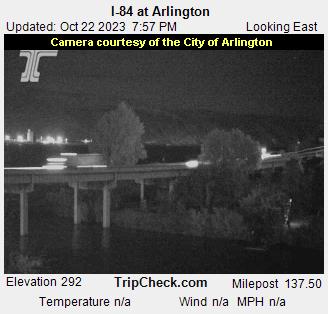 I-84 at Arlington
Updated: Oct 22 2023 7:57 PM Looking East
Camera courtesy of the City of Arlington
Elevation 292 TripCheck.com Milepost 137.50
Temperature n/a Wind n/a MPH n/a